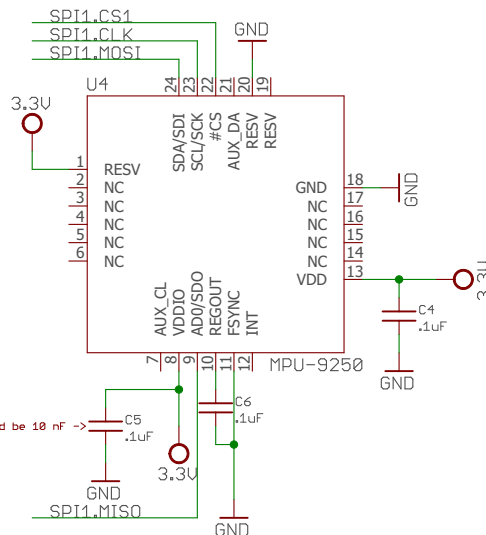 SPI1.CS1
SPI1.CLK
SPI1.MOSI
GND
U4
24
23
22
21
20
19
3.3V
SDA/SDI
SCL/SCK
#CS
AUX_DA
RESV
RESV
1 RESV
2 NC
3 NC
4 NC
5 NC
6 NC
GND 18
NC 17
NC 16
NC 15
NC 14
VDD 13
GND
3.3V
C4
.1uF
GND
AUX_CL
VDDIO
AD0/SDO
REGOUT
FSYNC
INT
7
8
9
10
11
12
MPU-9250
d be 10 nF ->
C5
.1uF
C6
.1uF
3.3V
GND
SPI1.MISO
GND